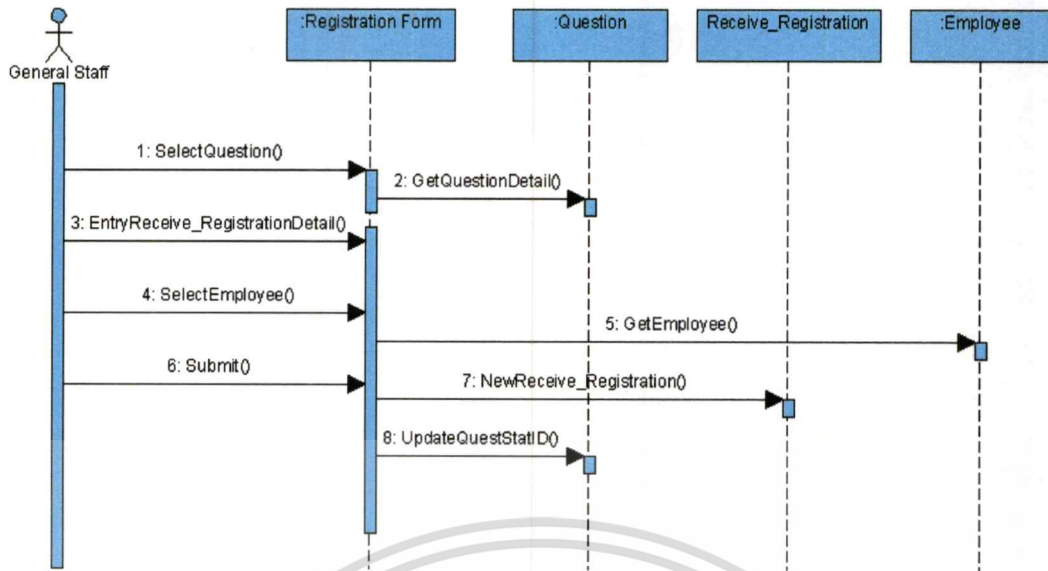 :Registration Form
:Question
Receive_Registration
:Employee
General Staff
1: SelectQuestion()
2: GetQuestionDetail()
3: EntryReceive_RegistrationDetail()
4: SelectEmployee()
5: GetEmployee()
6: Submit()
7: NewReceive_Registration()
8: UpdateQuestStatID()